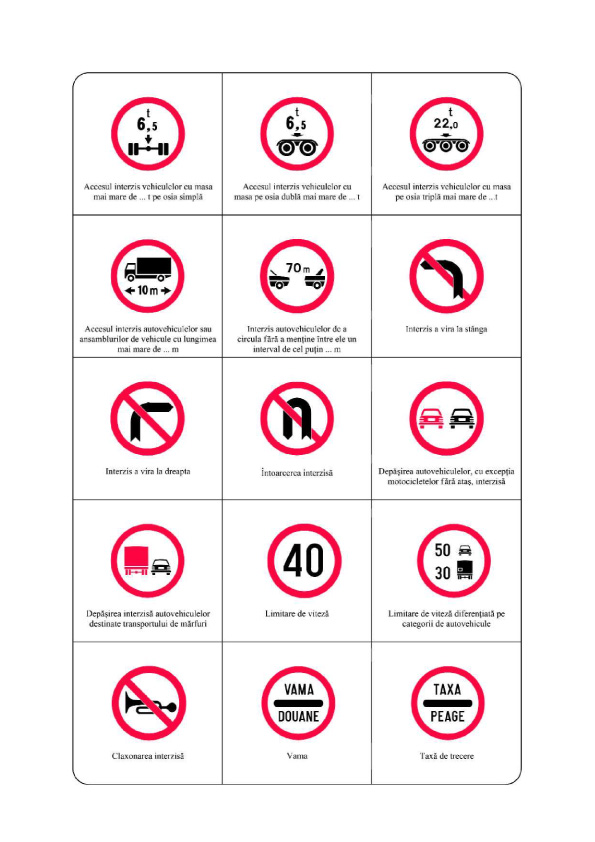 t
6,5
Accesul interzis vehiculelor cu masa
mai mare de ... t pe osia simplă
t
6,5
Accesul interzis vehiculelor cu
masa pe osia dublă mai mare de ... t
t
22,0
Accesul interzis vehiculelor cu masa
pe osia triplă mai mare de ...t
10 m
Accesul interzis autovehiculelor sau
ansamblurilor de vehicule cu lungimea
mai mare de ... m
70 m
Interzis autovehiculelor de a
circula fără a menține între ele un
interval de cel puțin ... m
Interzis a vira la stânga
Interzis a vira la dreapta
Întoarcerea interzisă
Depășirea autovehiculelor, cu excepția
motocicletelor fără ataș, interzisă
Depășirea interzisă autovehiculelor
destinate transportului de mărfuri
40
Limitare de viteză
50
30
Limitare de viteză diferențiată pe
categorii de autovehicule
Claxonarea interzisă
VAMA
DOUANE
Vama
TAXA
PEAGE
Taxă de trecere